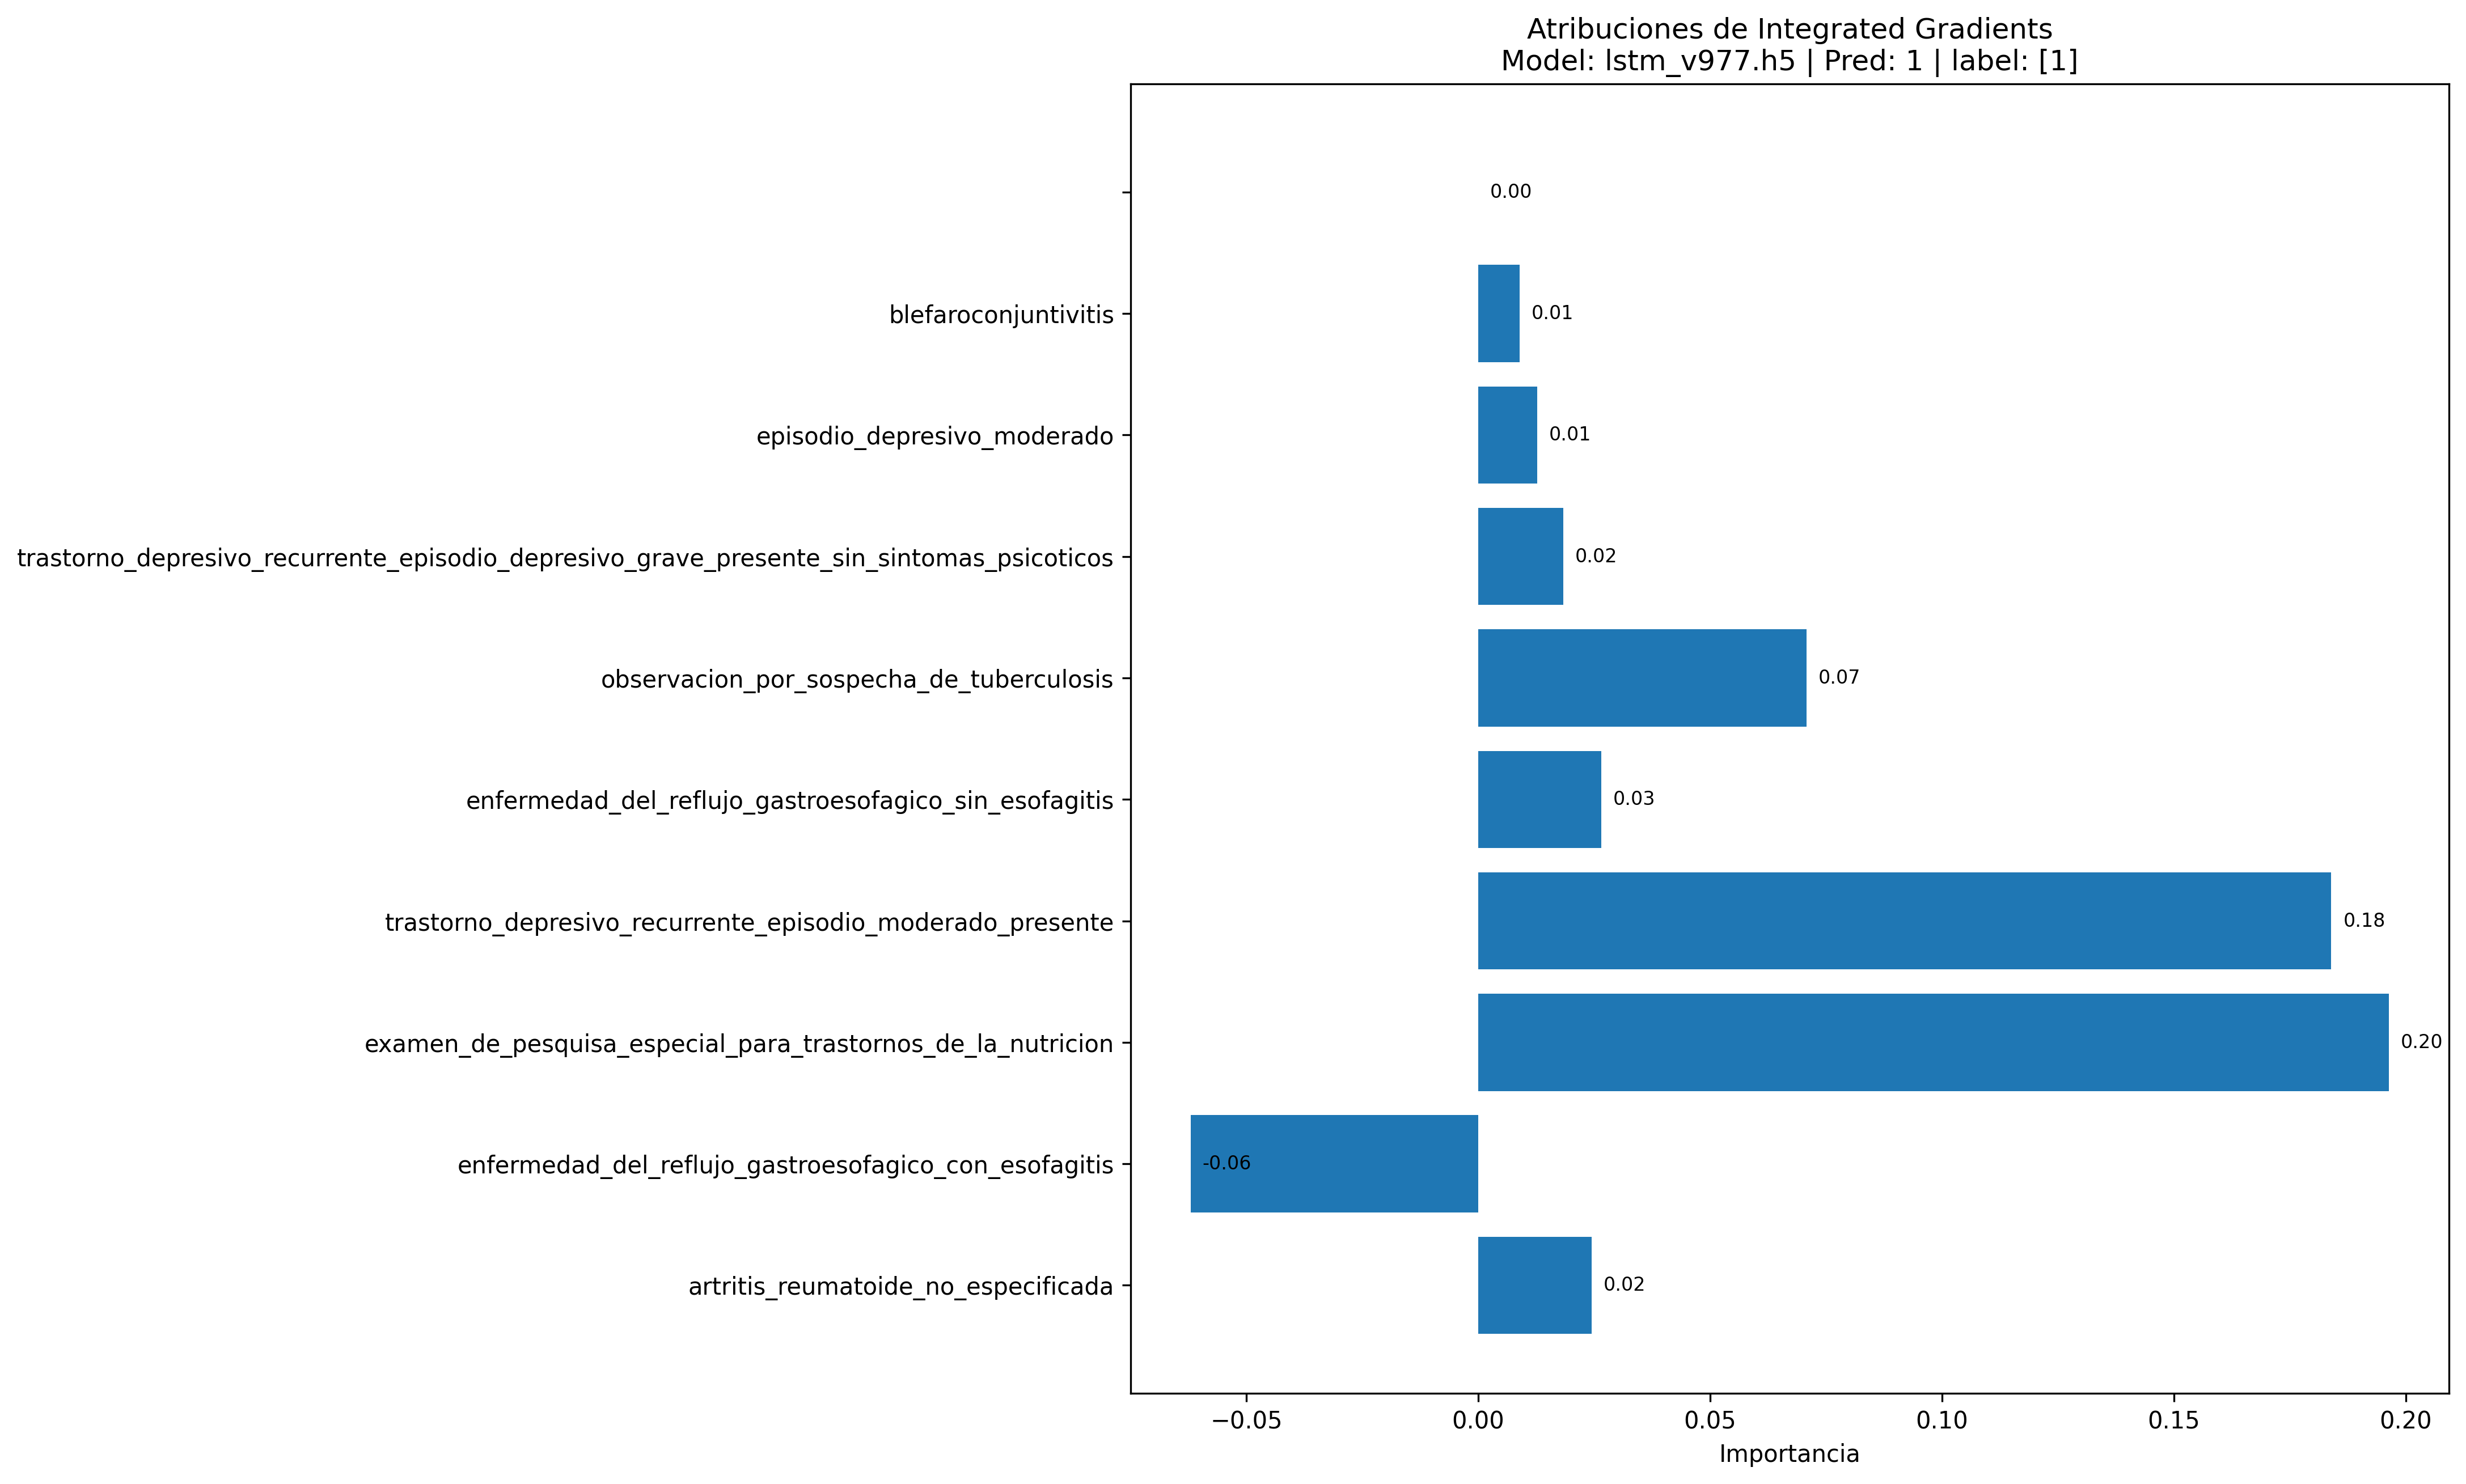 Atribuciones de Integrated Gradients
Model: lstm_v977.h5 | Pred: 1 | label: [1]
0.00
blefaroconjuntivitis 0.01
episodio_depresivo_moderado 0.01
trastorno_depresivo_recurrente_episodio_depresivo_grave_presente_sin_sintomas_psicoticos 0.02
observacion_por_sospecha_de_tuberculosis 0.07
enfermedad_del_reflujo_gastroesofagico_sin_esofagitis 0.03
trastorno_depresivo_recurrente_episodio_moderado_presente 0.18
examen_de_pesquisa_especial_para_trastornos_de_la_nutricion 0.20
enfermedad_del_reflujo_gastroesofagico_con_esofagitis -0.06
artritis_reumatoide_no_especificada 0.02
−0.05 0.00 0.05 0.10 0.15 0.20
Importancia